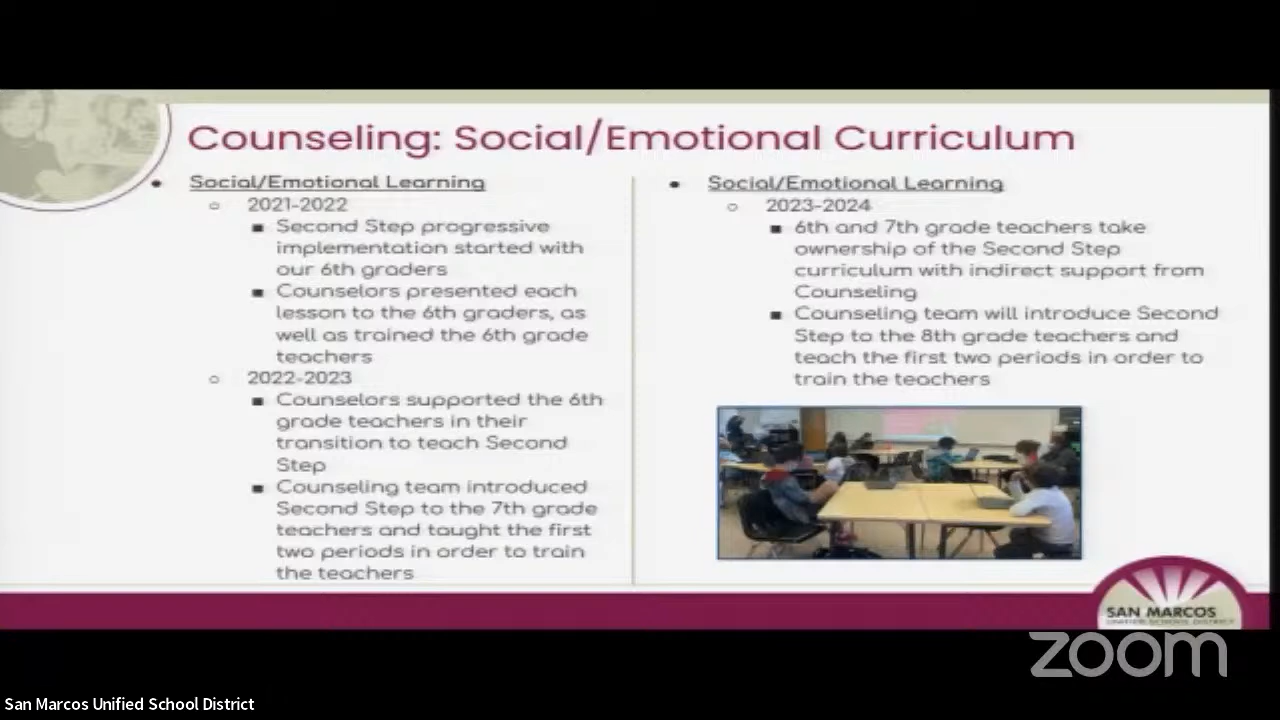 Counseling: Social/Emotional Curriculum
• Social/Emotional Learning
○ 2021-2022
■ Second Step progressive
implementation started with
our 6th graders
■ Counselors presented each
lesson to the 6th graders, as
well as trained the 6th grade
teachers
○ 2022-2023
■ Counselors supported the 6th
grade teachers in their
transition to teach Second
Step
■ Counseling team introduced
Second Step to the 7th grade
teachers and taught the first
two periods in order to train
the teachers
• Social/Emotional Learning
○ 2023-2024
■ 6th and 7th grade teachers take
ownership of the Second Step
curriculum with indirect support from
Counseling
■ Counseling team will introduce Second
Step to the 8th grade teachers and
teach the first two periods in order to
train the teachers
SAN MARCOS
UNIFIED SCHOOL DISTRICT
zoom
San Marcos Unified School District